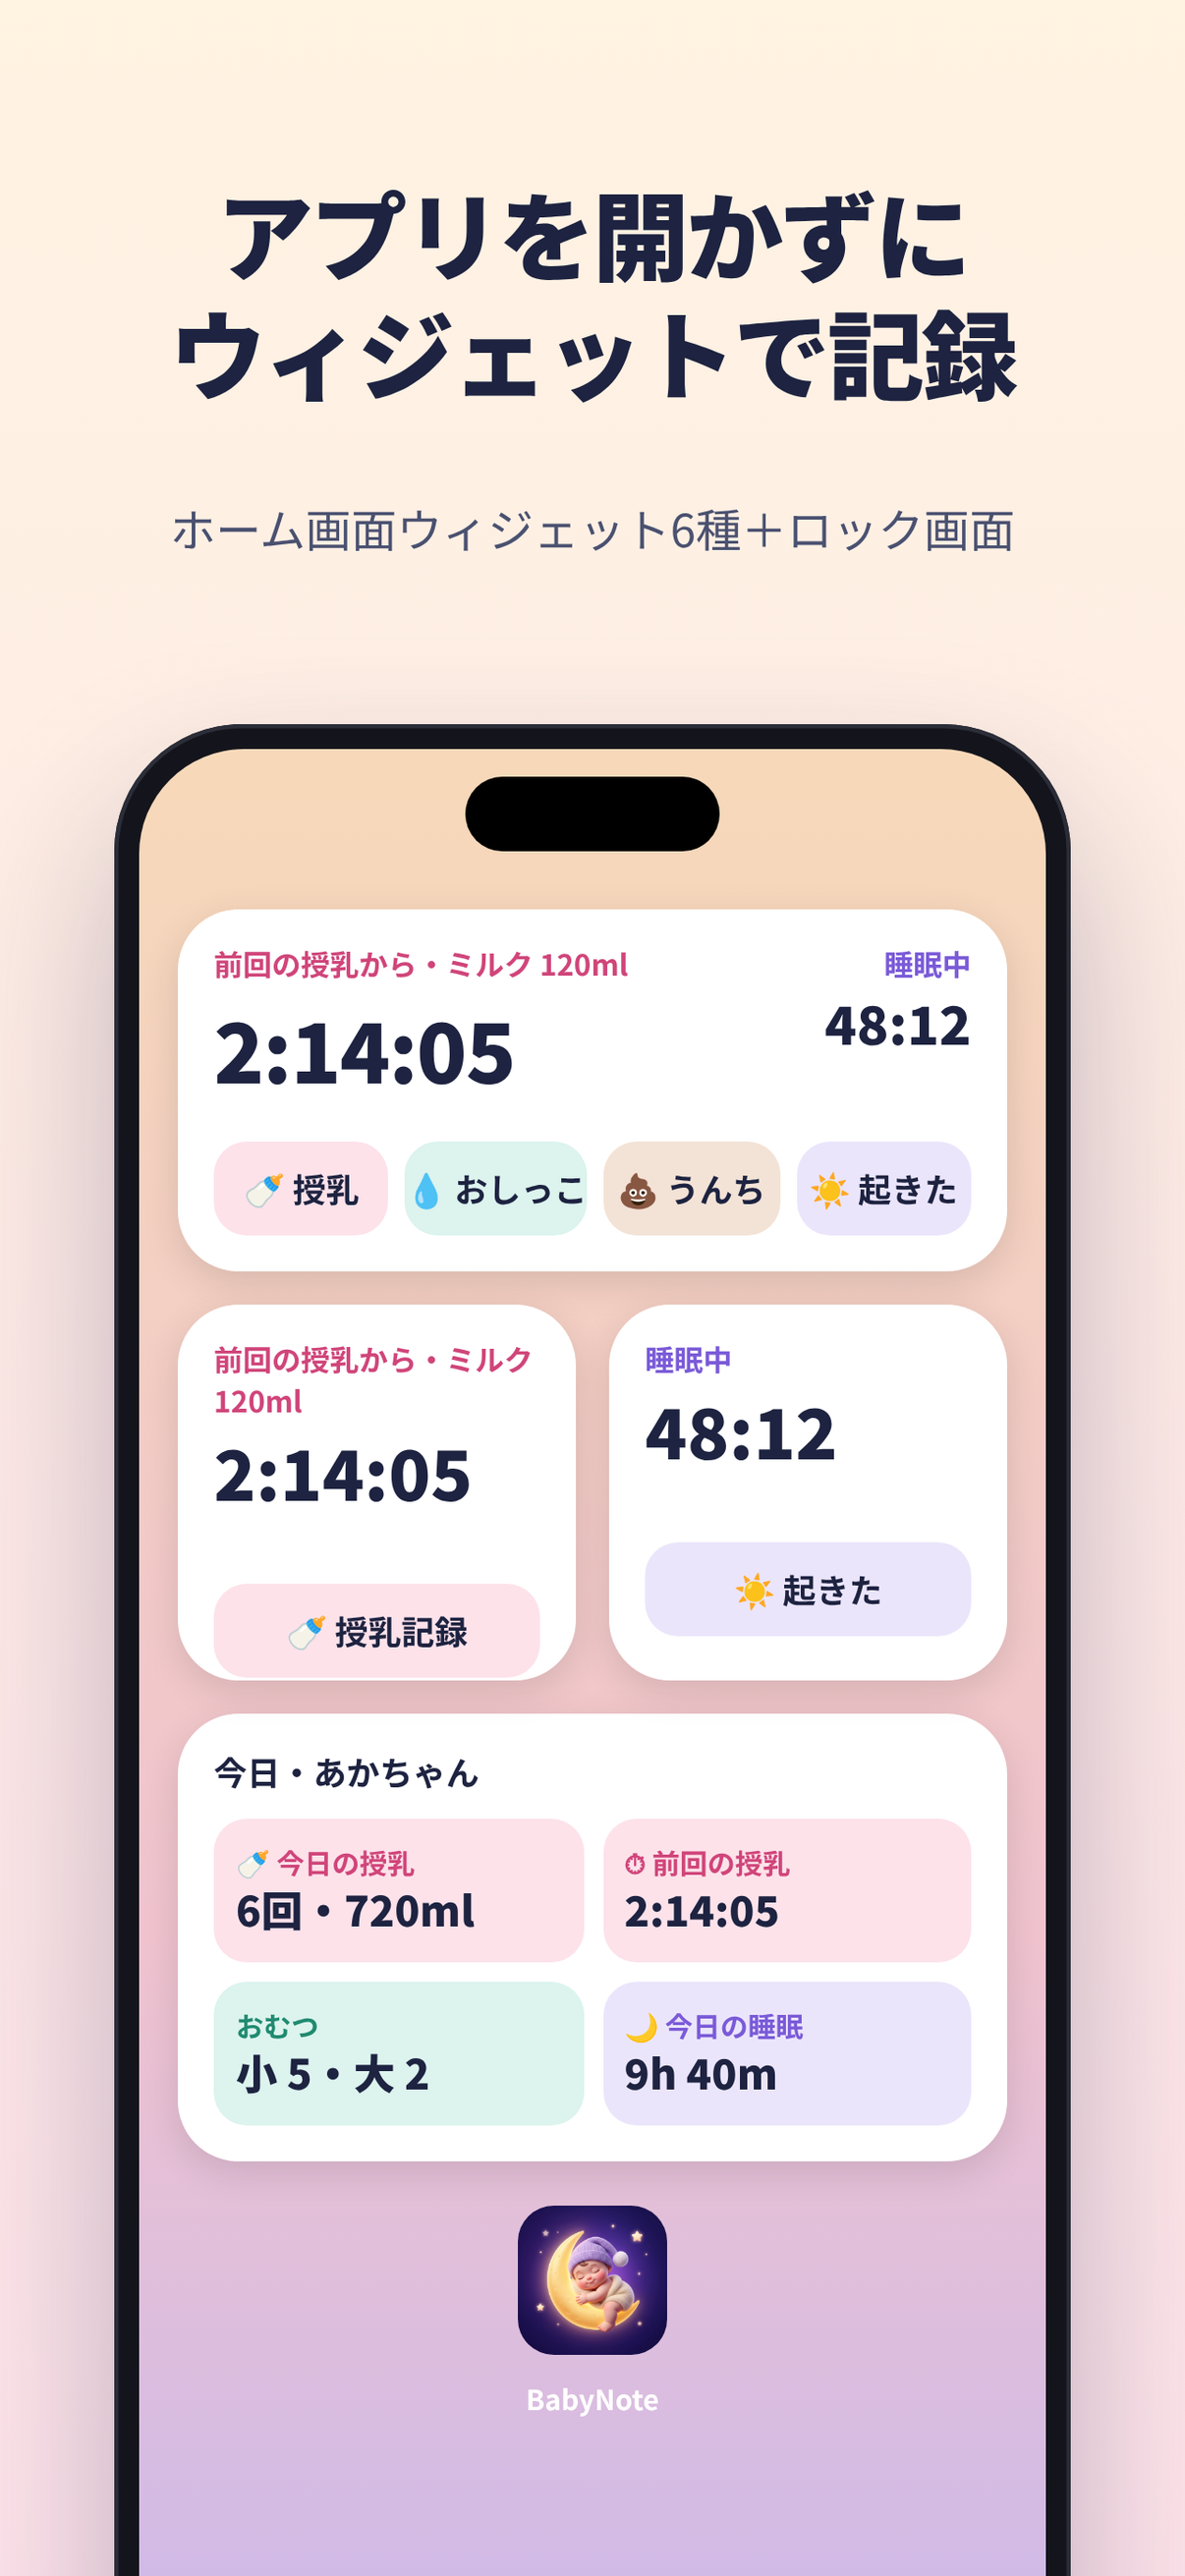 アプリを開かずに
ウィジェットで記録
ホーム画面ウィジェット6種＋ロック画面
前回の授乳から・ミルク 120ml
睡眠中
2:14:05
48:12
🍼 授乳
💧 おしっこ
💩 うんち
☀️ 起きた
前回の授乳から・ミルク
120ml
2:14:05
🍼 授乳記録
睡眠中
48:12
☀️ 起きた
今日・あかちゃん
🍼 今日の授乳
6回・720ml
⏱ 前回の授乳
2:14:05
おむつ
小 5・大 2
🌙 今日の睡眠
9h 40m
BabyNote